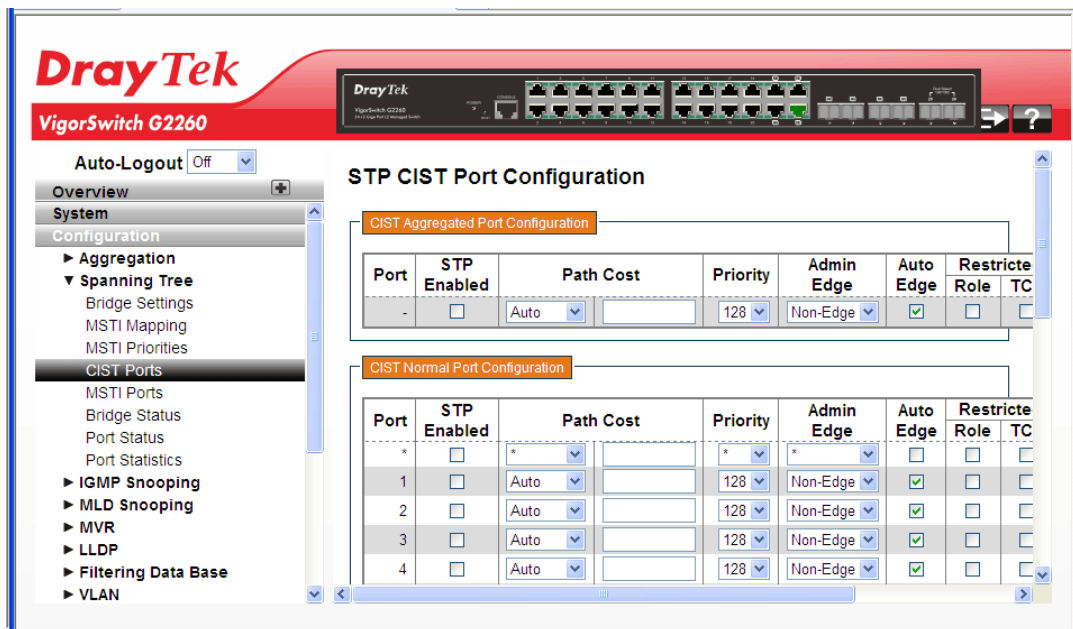 DrayTek
VigorSwitch G2260
DrayTek
VigorSwitch G2260
Auto-Logout Off
Overview
System
Configuration
► Aggregation
▼ Spanning Tree
Bridge Settings
MSTI Mapping
MSTI Priorities
CIST Ports
MSTI Ports
Bridge Status
Port Status
Port Statistics
► IGMP Snooping
► MLD Snooping
► MVR
► LLDP
► Filtering Data Base
► VLAN
STP CIST Port Configuration
CIST Aggregated Port Configuration
Port STP Enabled Path Cost Priority Admin Edge Auto Edge Restricte Role TC
- Auto 128 Non-Edge
CIST Normal Port Configuration
Port STP Enabled Path Cost Priority Admin Edge Auto Edge Restricte Role TC
* * * *
1 Auto 128 Non-Edge
2 Auto 128 Non-Edge
3 Auto 128 Non-Edge
4 Auto 128 Non-Edge